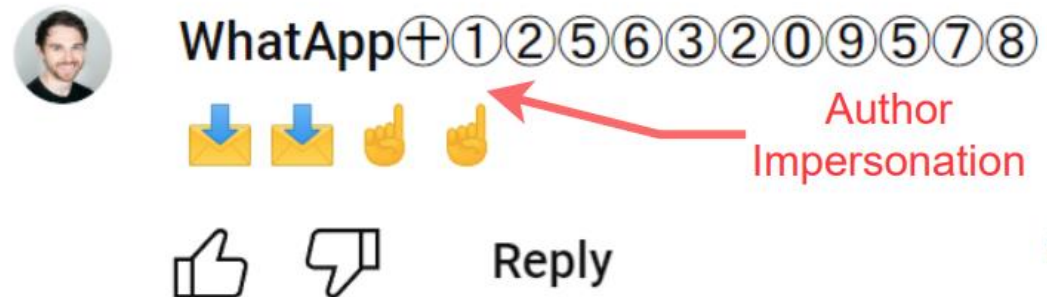 WhatApp⊕①②⑤⑥③②⓪⑨⑤⑦⑧
📩📩☝️☝️
Author
Impersonation
Reply